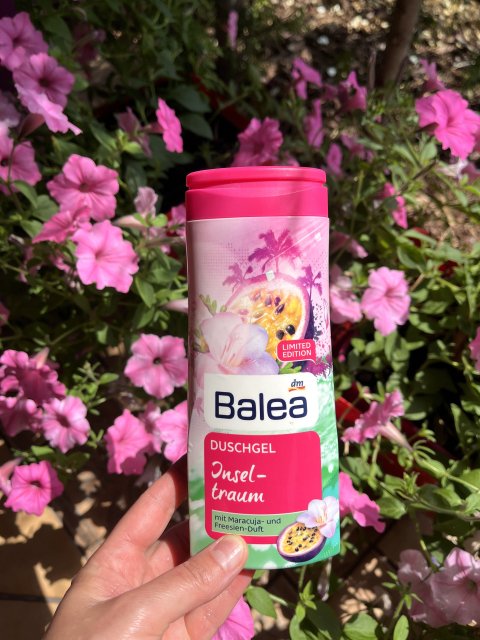 LIMITED
EDITION
dm
Balea
DUSCHGEL
Insel-
traum
mit Maracuja- und
Freesien-Duft